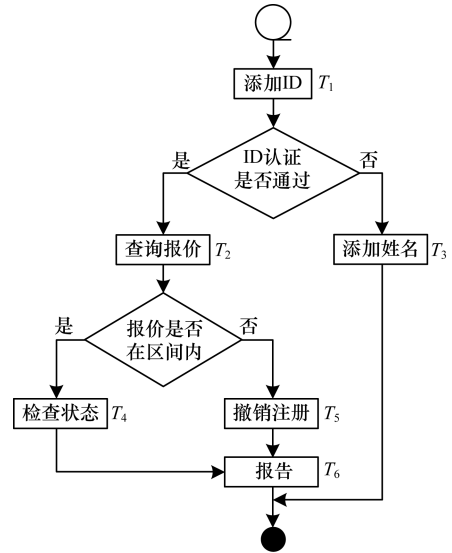 添加ID T1
ID认证
是否通过
是
否
查询报价 T2
添加姓名 T3
报价是否
在区间内
是
否
检查状态 T4
撤销注册 T5
报告 T6